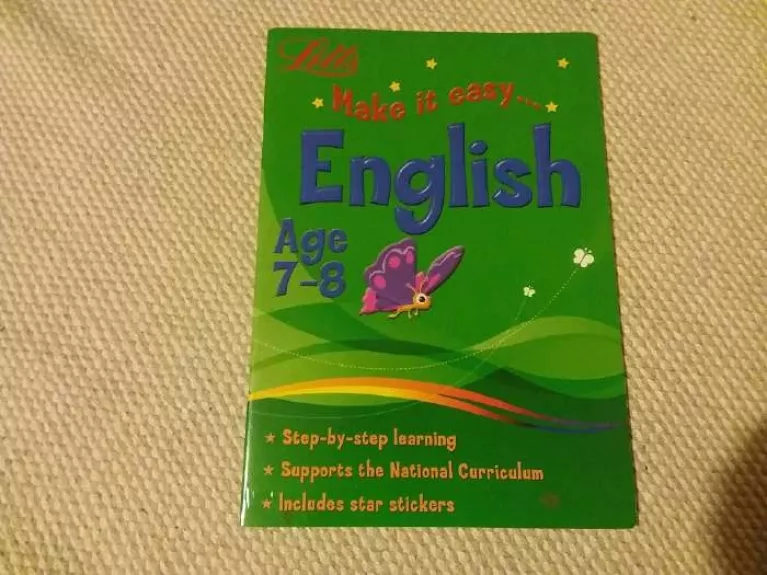 Letts
Make it easy...
English
Age
7-8
★ Step-by-step learning
★ Supports the National Curriculum
★ Includes star stickers